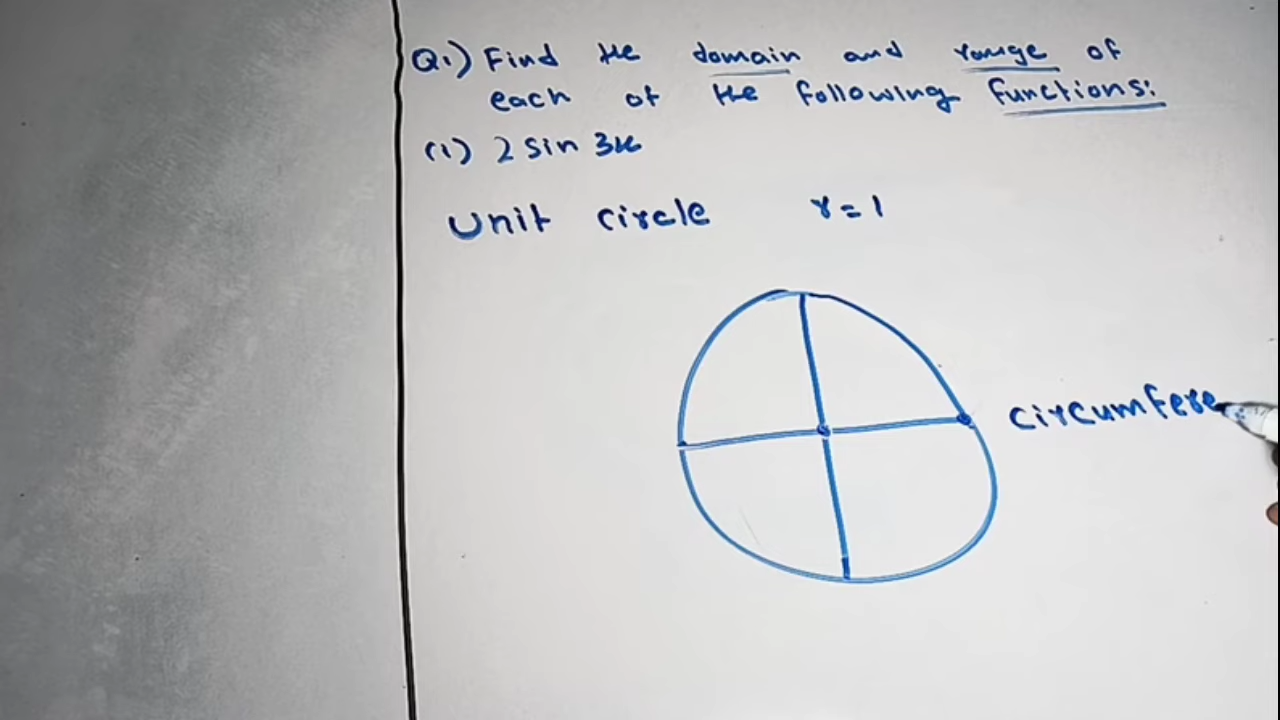 Q.1) Find the domain and range of
each of the following functions:
(1) 2 sin 3x
Unit circle r = 1
circumfere